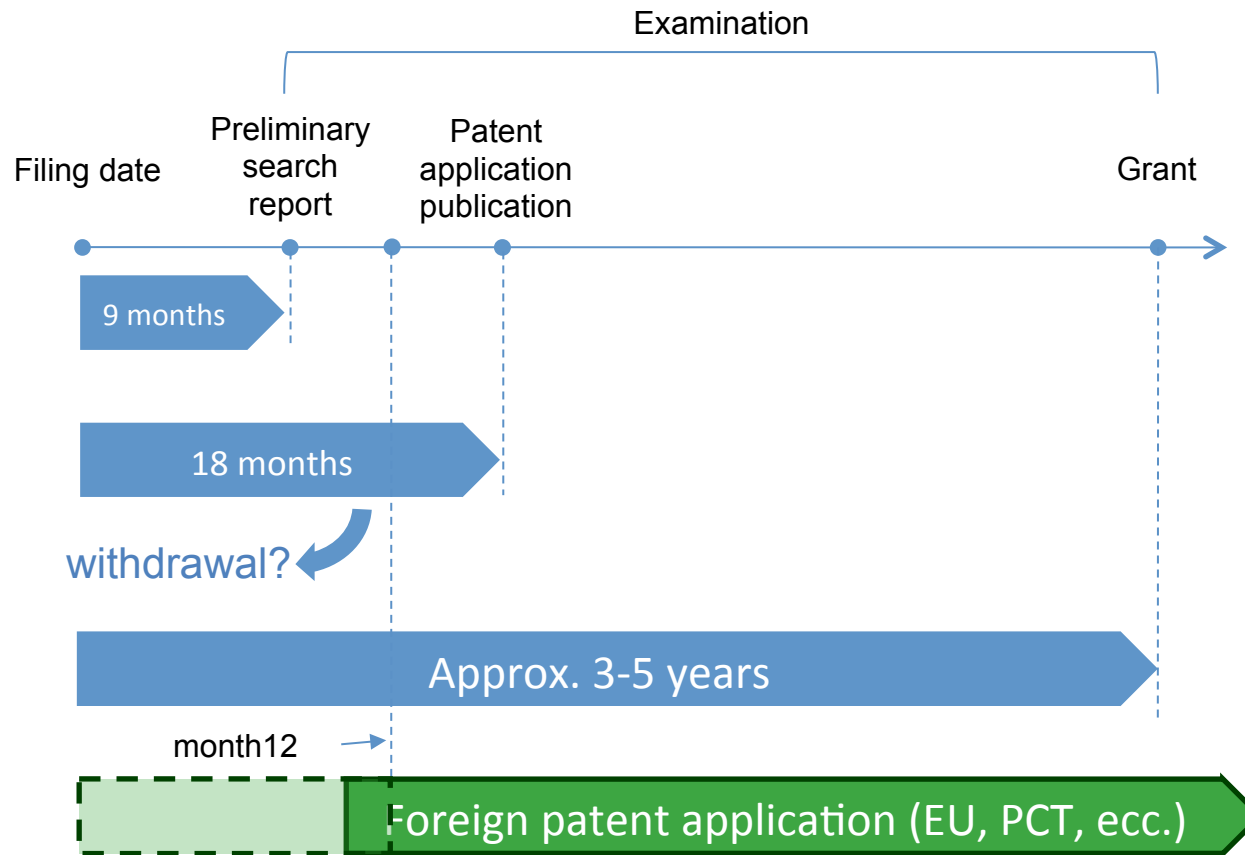 Examination
Filing date
Preliminary
search
report
Patent
application
publication
Grant
9 months
18 months
withdrawal?
Approx. 3-5 years
month12
Foreign patent application (EU, PCT, ecc.)